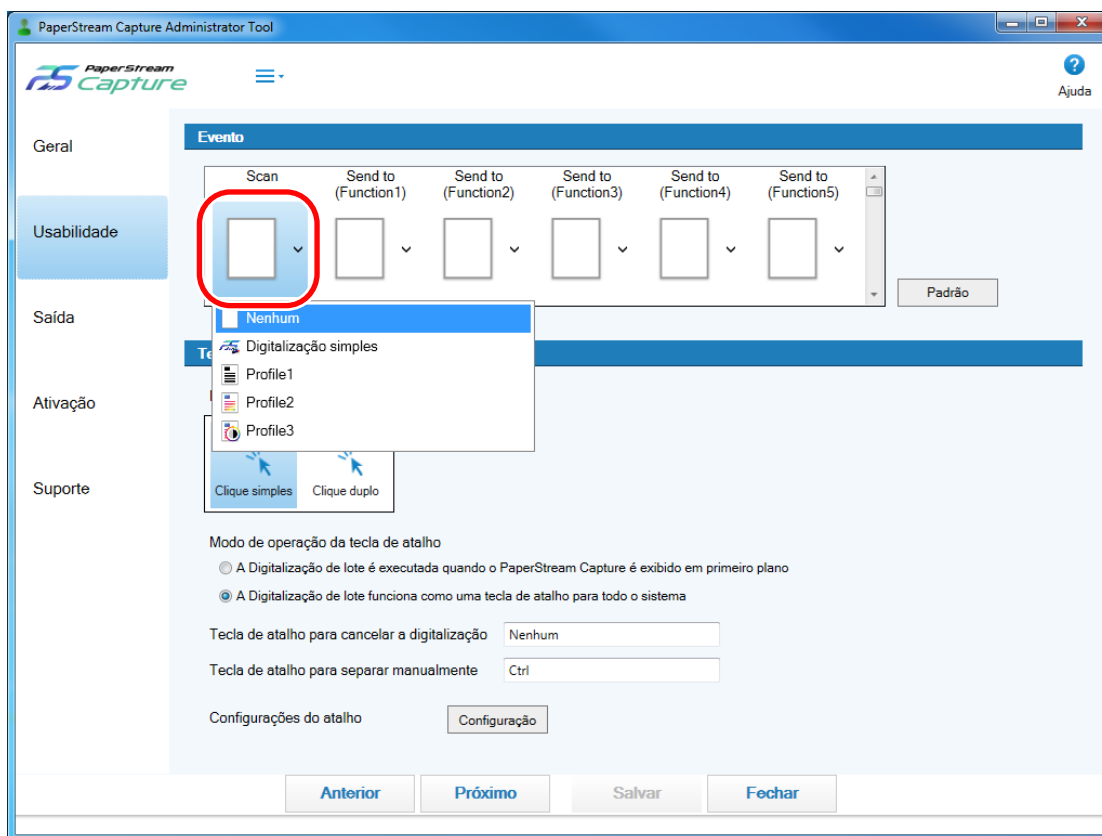 PaperStream Capture Administrator Tool
PaperStream
Capture
Ajuda
Geral
Usabilidade
Saída
Ativação
Suporte
Evento
Scan
Send to
(Function1)
Send to
(Function2)
Send to
(Function3)
Send to
(Function4)
Send to
(Function5)
Padrão
Nenhum
Digitalização simples
Profile1
Profile2
Profile3
Clique simples
Clique duplo
Modo de operação da tecla de atalho
A Digitalização de lote é executada quando o PaperStream Capture é exibido em primeiro plano
A Digitalização de lote funciona como uma tecla de atalho para todo o sistema
Tecla de atalho para cancelar a digitalização Nenhum
Tecla de atalho para separar manualmente Ctrl
Configurações do atalho Configuração
Anterior Próximo Salvar Fechar